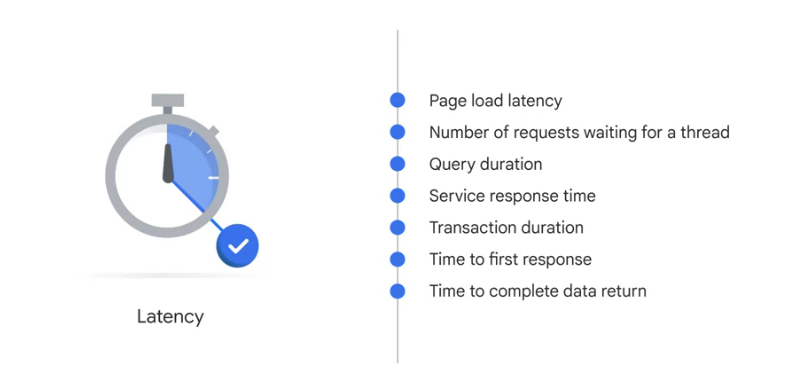 Page load latency
Number of requests waiting for a thread
Query duration
Service response time
Transaction duration
Time to first response
Time to complete data return
Latency